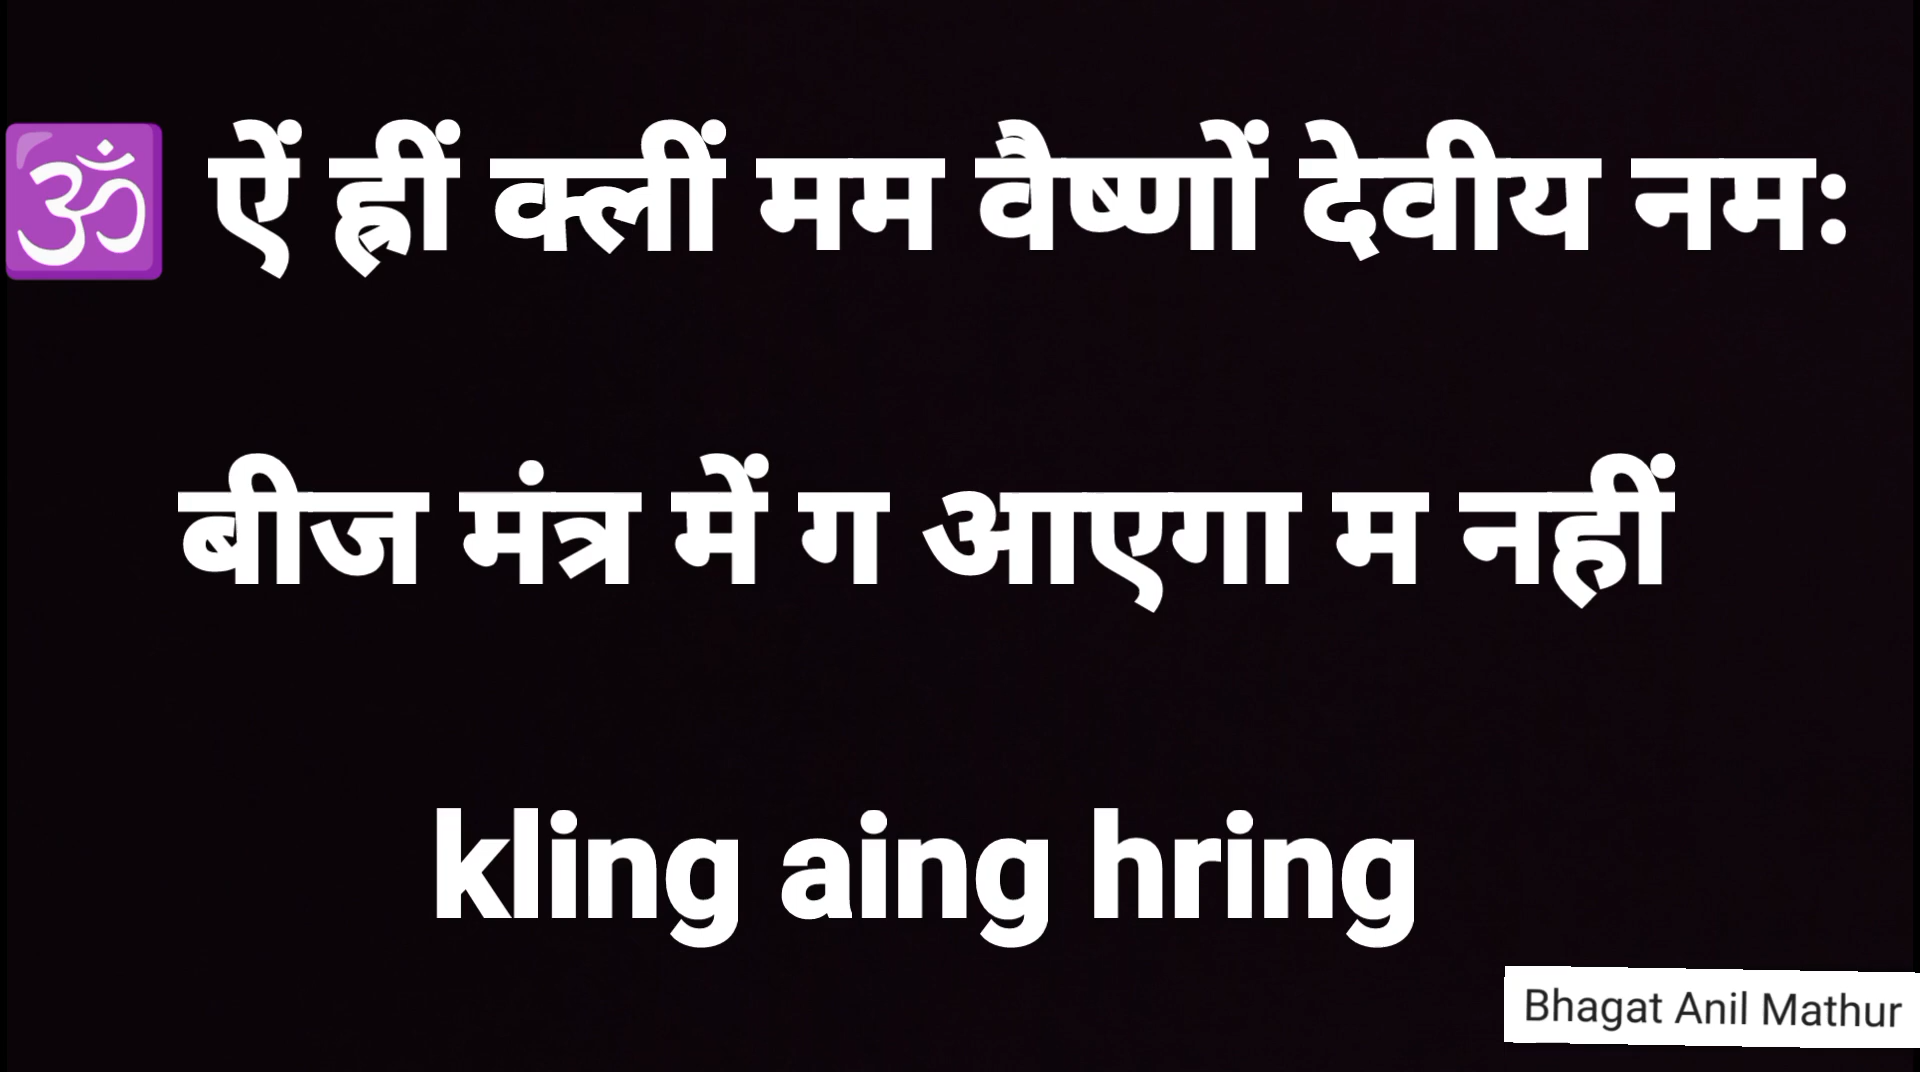 🕉️ ऐं ह्रीं क्लीं मम वैष्णों देवीय नमः
बीज मंत्र में ग आएगा म नहीं
kling aing hring
Bhagat Anil Mathur